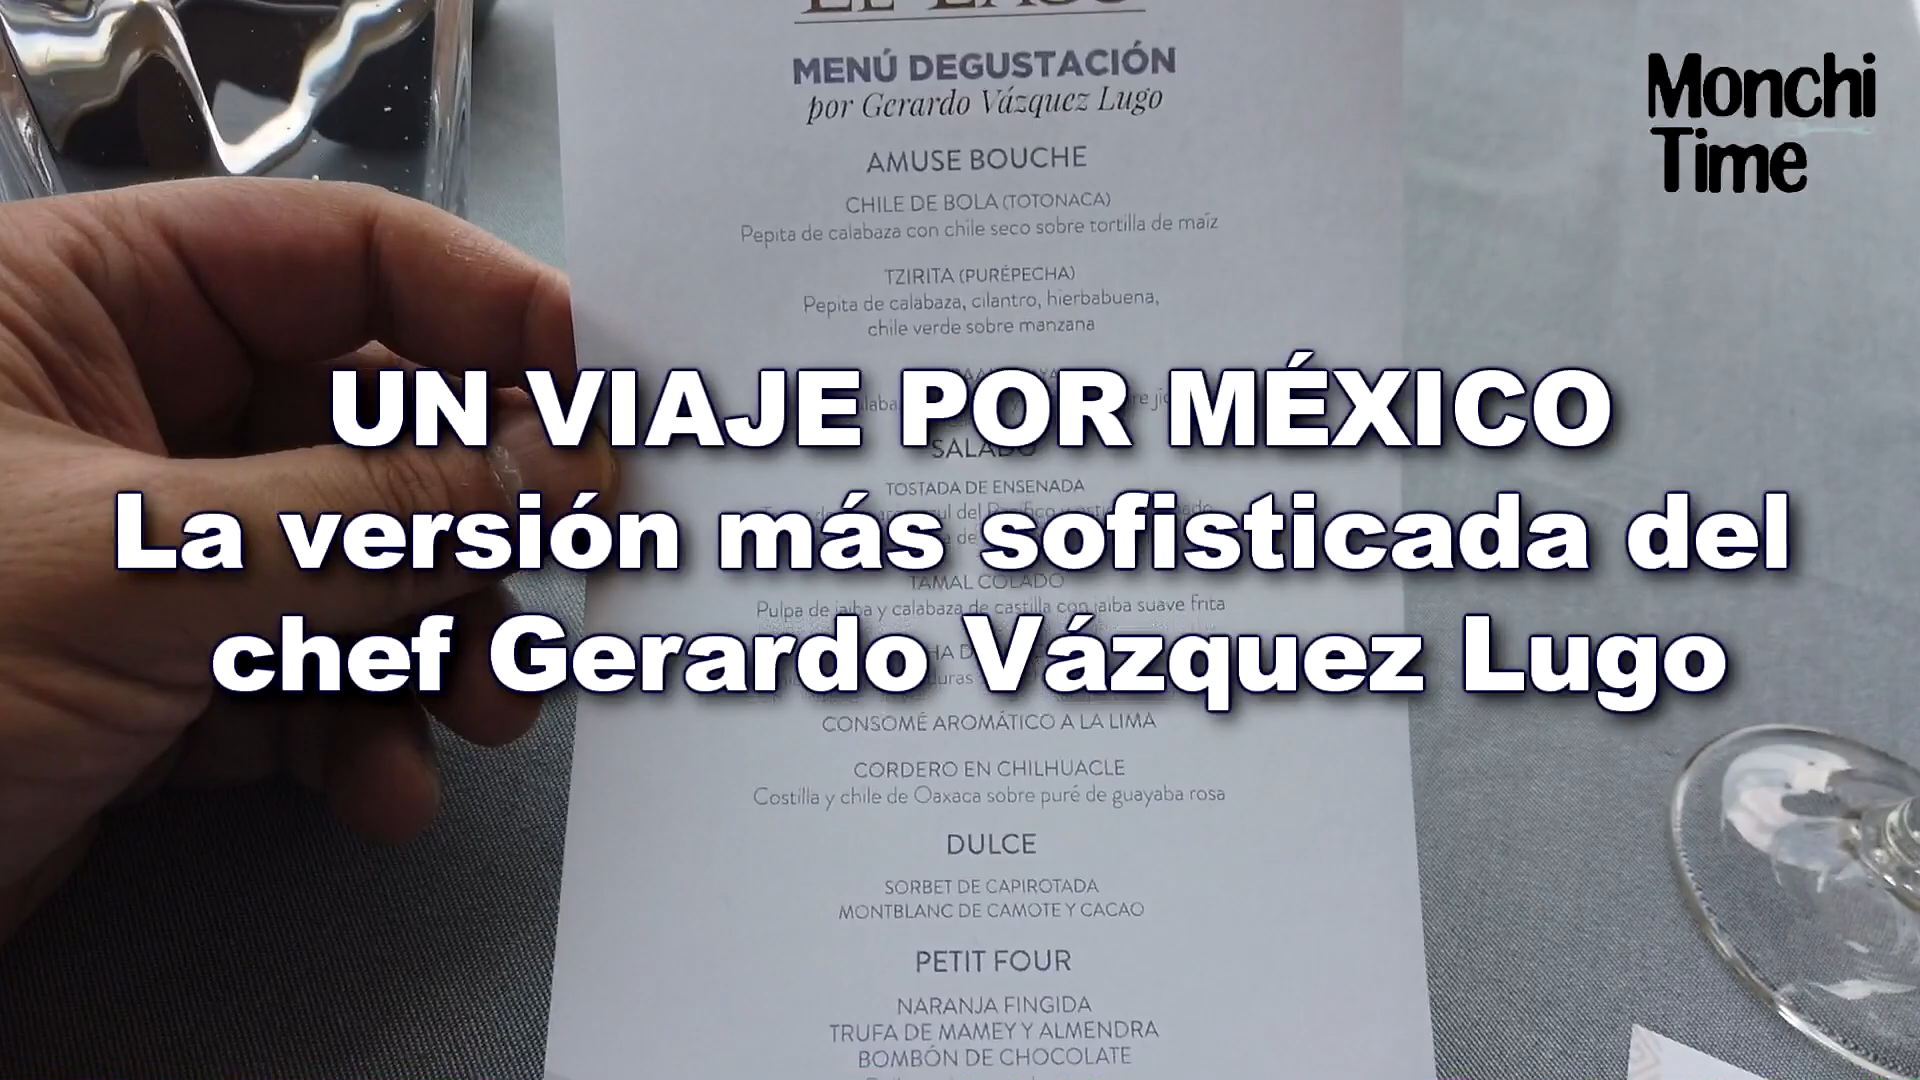 MENÚ DEGUSTACIÓN
por Gerardo Vázquez Lugo
Monchi
Time
AMUSE BOUCHE
CHILE DE BOLA (TOTONACA)
Pepita de calabaza con chile seco sobre tortilla de maíz
TZIRITA (PURÉPECHA)
Pepita de calabaza, cilantro, hierbabuena,
chile verde sobre manzana
UN VIAJE POR MÉXICO
SALADO
TOSTADA DE ENSENADA
La versión más sofisticada del
TAMAL COLADO
Pulpa de jaiba y calabaza de castilla con jaiba suave frita
chef Gerardo Vázquez Lugo
CONSOMÉ AROMÁTICO A LA LIMA
CORDERO EN CHILHUACLE
Costilla y chile de Oaxaca sobre puré de guayaba rosa
DULCE
SORBET DE CAPIROTADA
MONTBLANC DE CAMOTE Y CACAO
PETIT FOUR
NARANJA FINGIDA
TRUFA DE MAMEY Y ALMENDRA
BOMBÓN DE CHOCOLATE